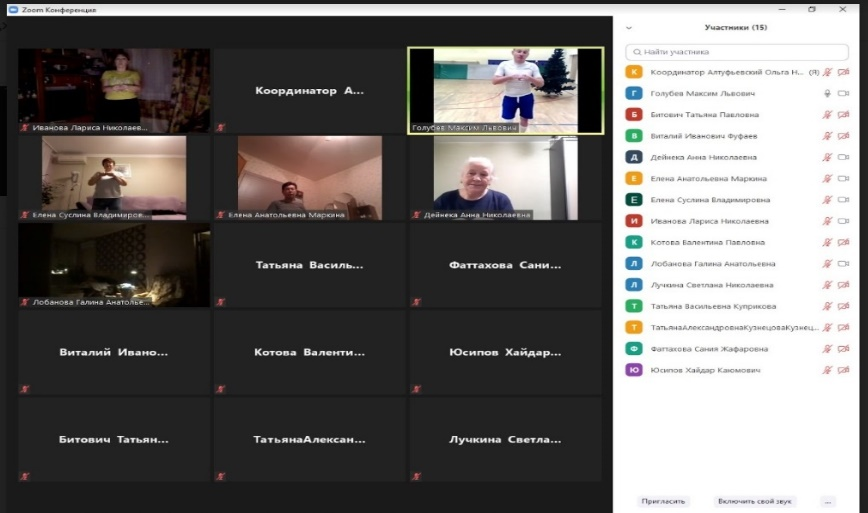 Zoom Конференция
Иванова Лариса Николаев...
Координатор А...
Голубев Максим Львович
Елена Суслина Владимиров...
Елена Анатольевна Маркина
Дейнека Анна Николаевна
Лобанова Галина Анатолье...
Татьяна Василь...
Фаттахова Сани...
Виталий Ивано...
Котова Валенти...
Юсипов Хайдар...
Битович Татьян...
ТатьянаАлексан...
Лучкина Светла...
Участники (15)
Найти участника
К Координатор Алтуфьевский Ольга Н... (Я)
Г Голубев Максим Львович
Б Битович Татьяна Павловна
В Виталий Иванович Фуфаев
Д Дейнека Анна Николаевна
Е Елена Анатольевна Маркина
Е Елена Суслина Владимировна
И Иванова Лариса Николаевна
К Котова Валентина Павловна
Л Лобанова Галина Анатольевна
Л Лучкина Светлана Николаевна
Т Татьяна Васильевна Куприкова
Т ТатьянаАлександровнаКузнецоваКузнец...
Ф Фаттахова Сания Жафаровна
Ю Юсипов Хайдар Каюмович
Пригласить
Включить свой звук
...